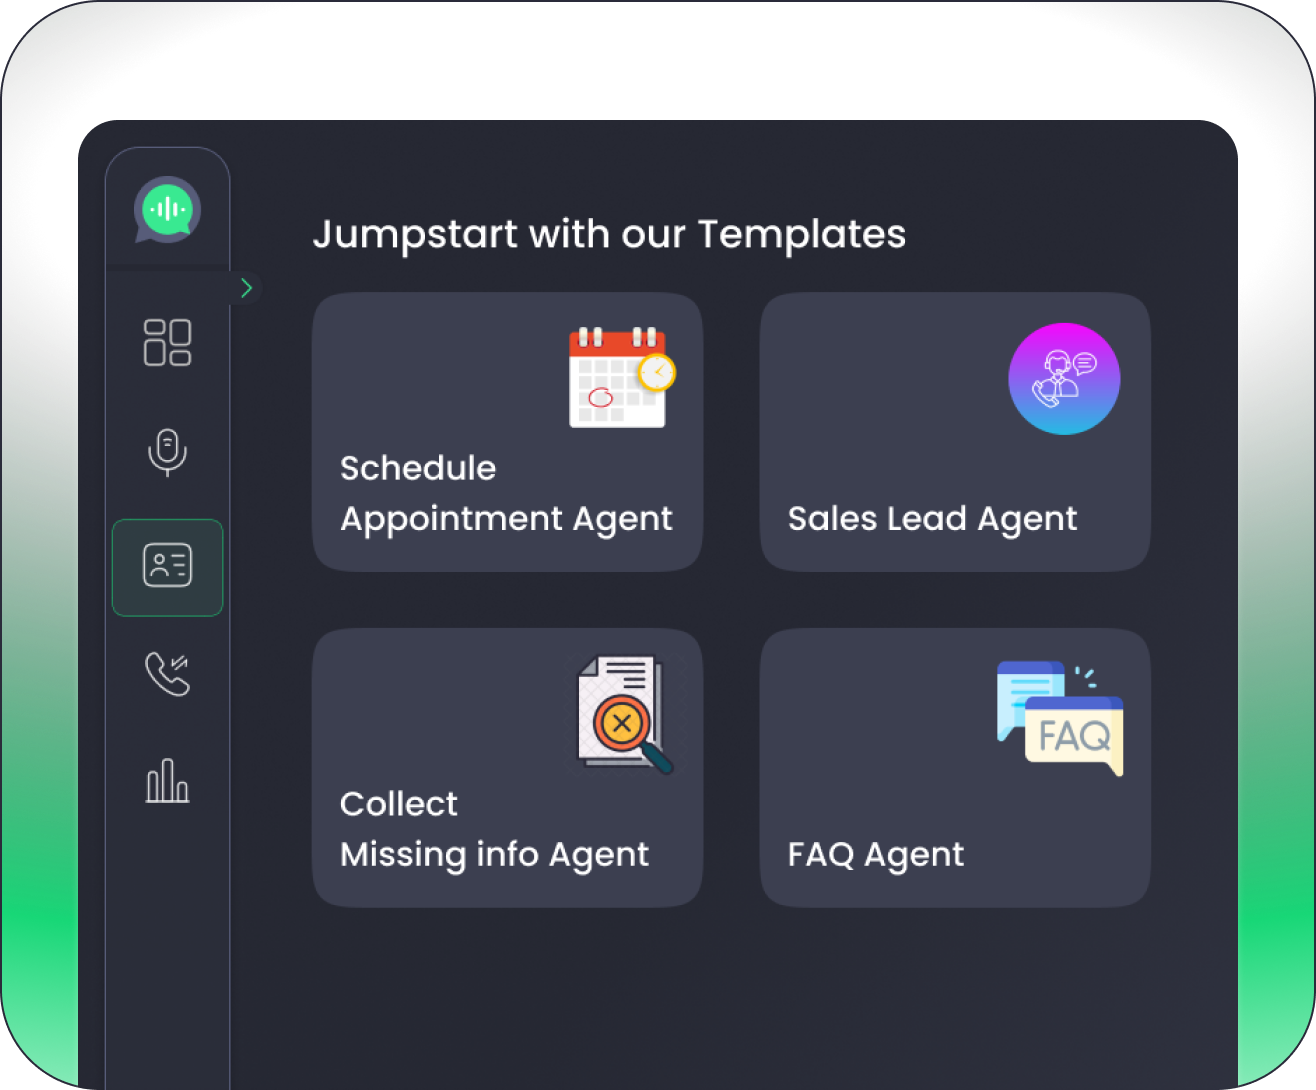 Jumpstart with our Templates
Schedule
Appointment Agent
Sales Lead Agent
Collect
Missing info Agent
FAQ
FAQ Agent